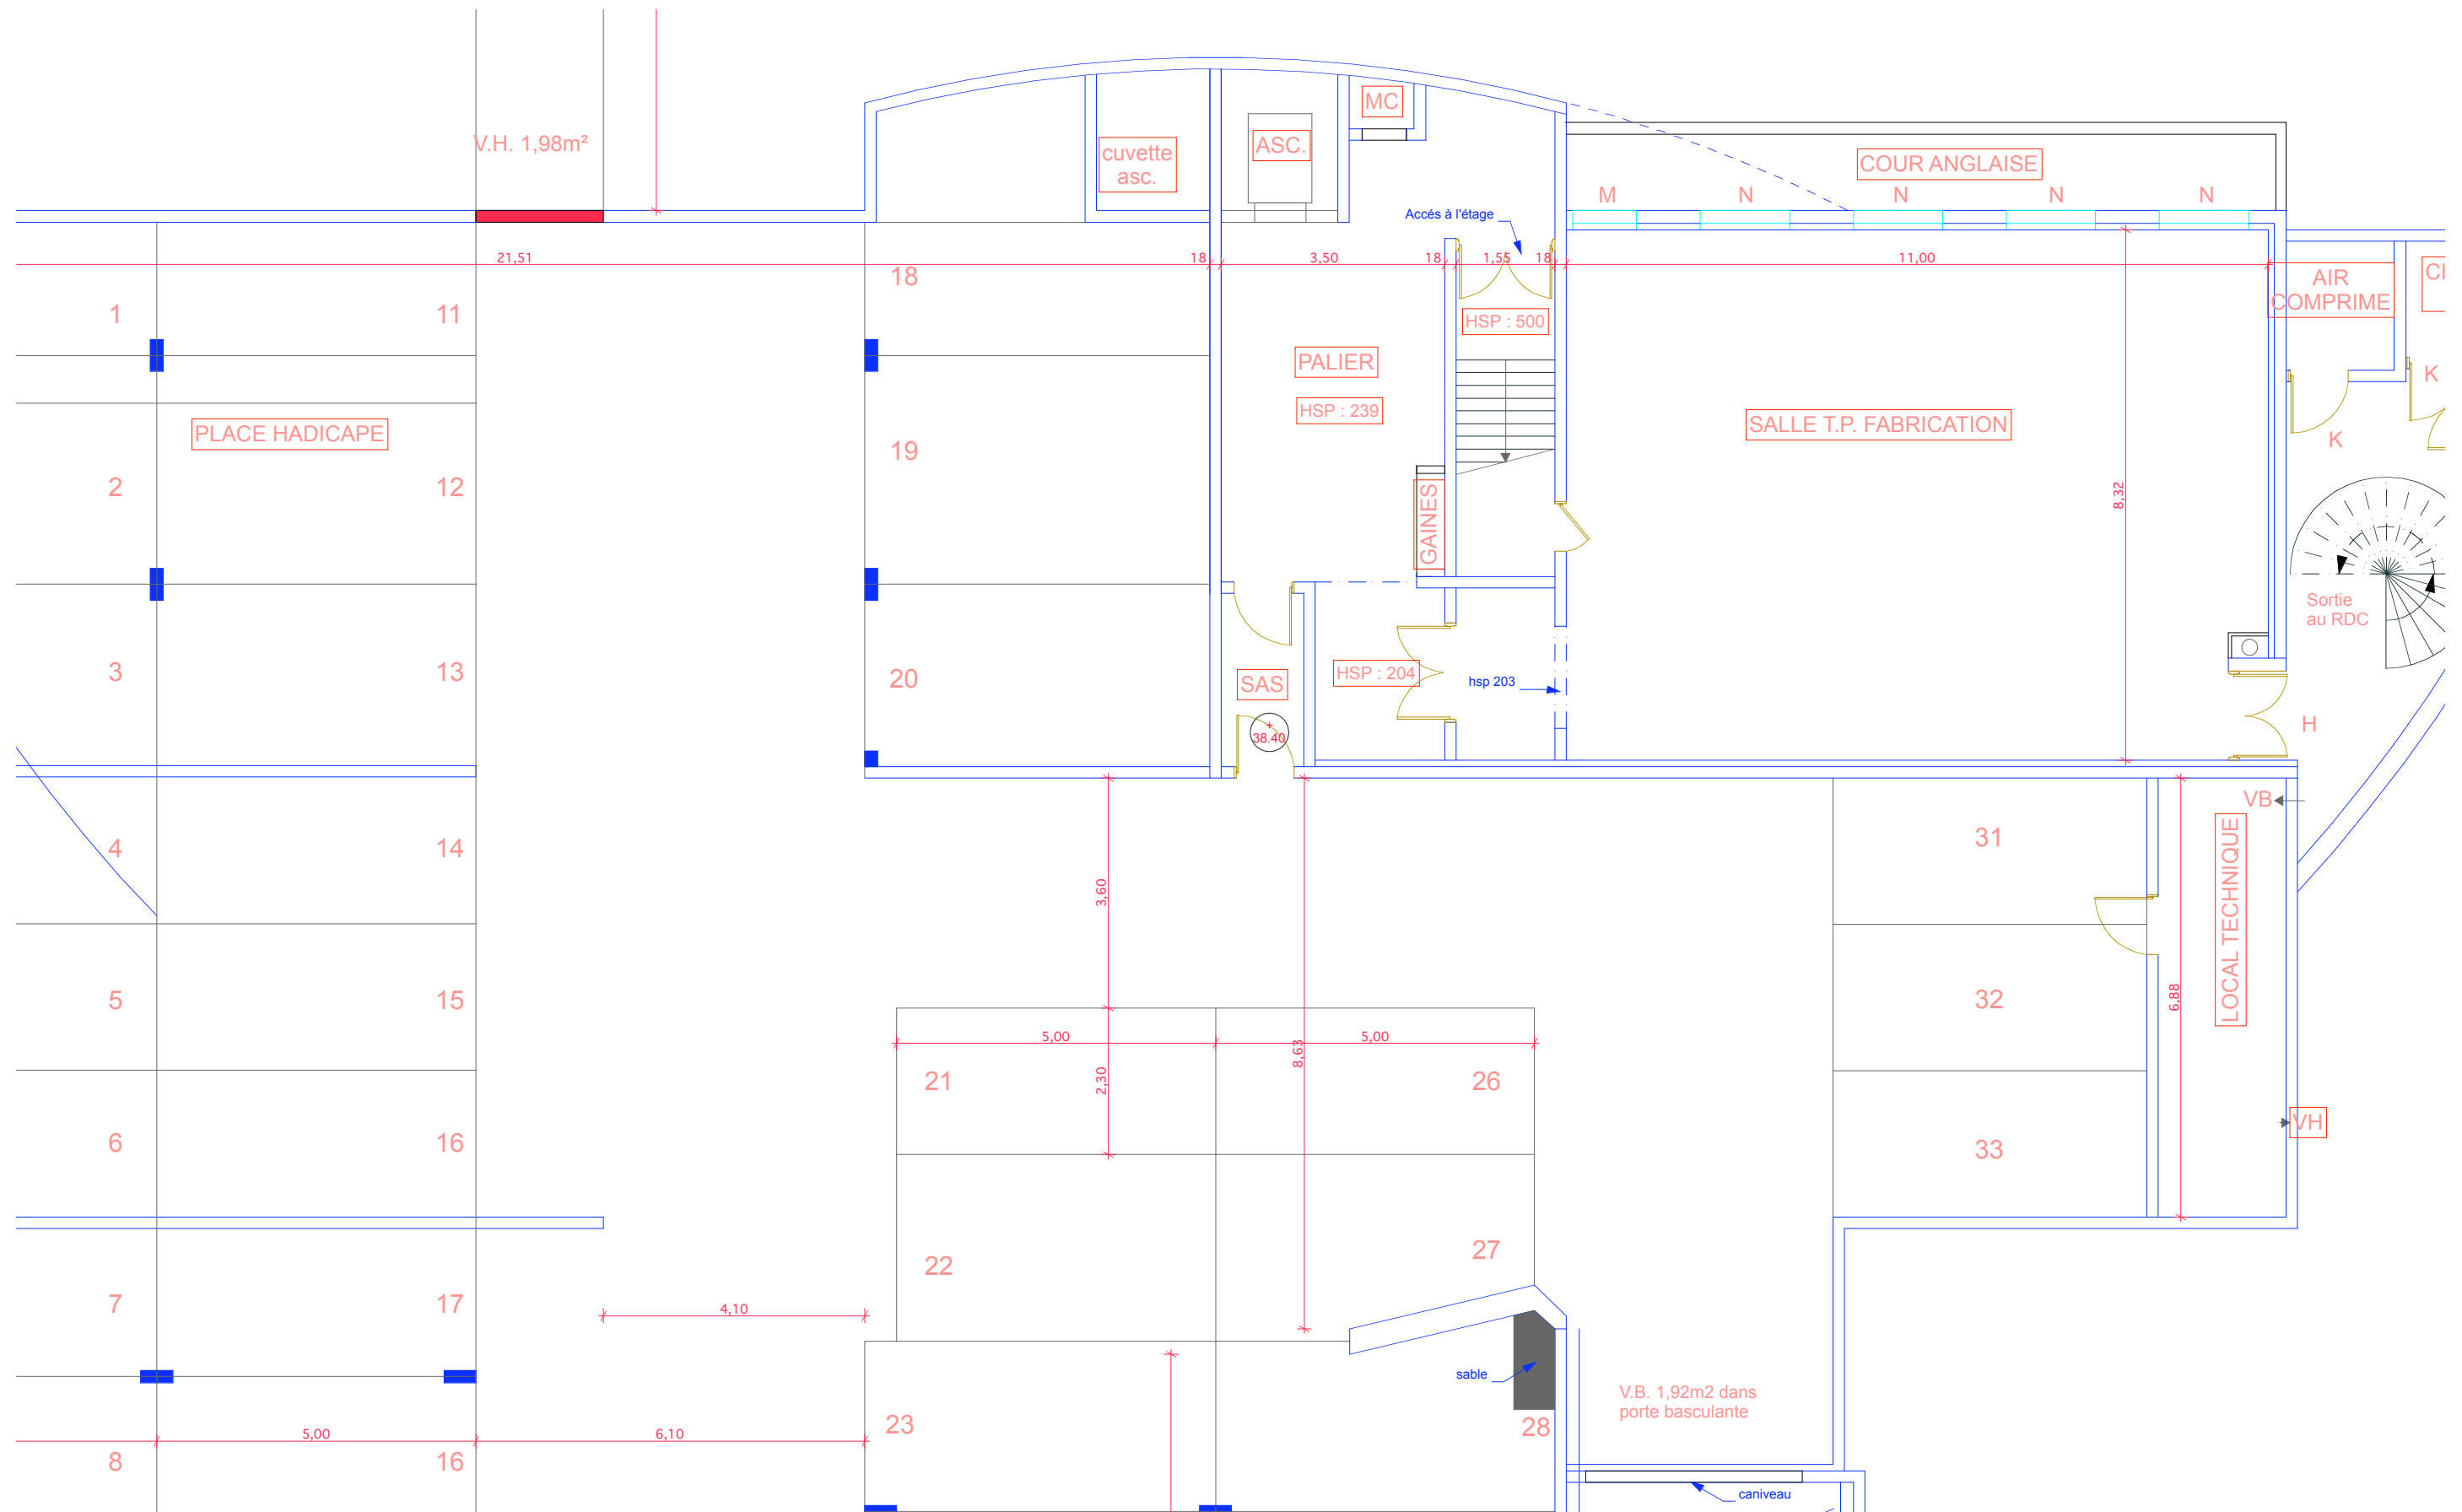 V.H. 1,98m²
cuvette
asc.
ASC.
MC
COUR ANGLAISE
M
N
N
N
N
Accés à l'étage
21,51
18
3,50
18
1,55
18
11,00
AIR
COMPRIME
1
11
18
HSP : 500
PALIER
HSP : 239
SALLE T.P. FABRICATION
K
K
PLACE HADICAPE
2
12
19
GAINES
8,32
Sortie
au RDC
3
13
20
SAS
HSP : 204
hsp 203
38.40
H
VB
4
14
3,60
31
LOCAL TECHNIQUE
5
15
32
6,88
5,00
5,00
8,63
21
2,30
26
6
16
33
VH
22
27
7
17
4,10
sable
V.B. 1,92m2 dans
porte basculante
23
28
5,00
6,10
8
16
caniveau